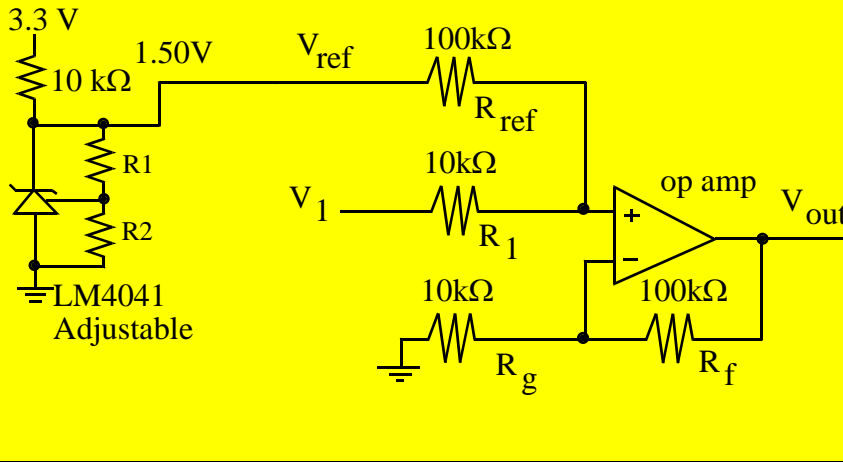 3.3 V
10 kΩ
1.50V
Vref
100kΩ
Rref
R1
R2
LM4041
Adjustable
V1
10kΩ
R1
op amp
+
−
Vout
10kΩ
Rg
100kΩ
Rf